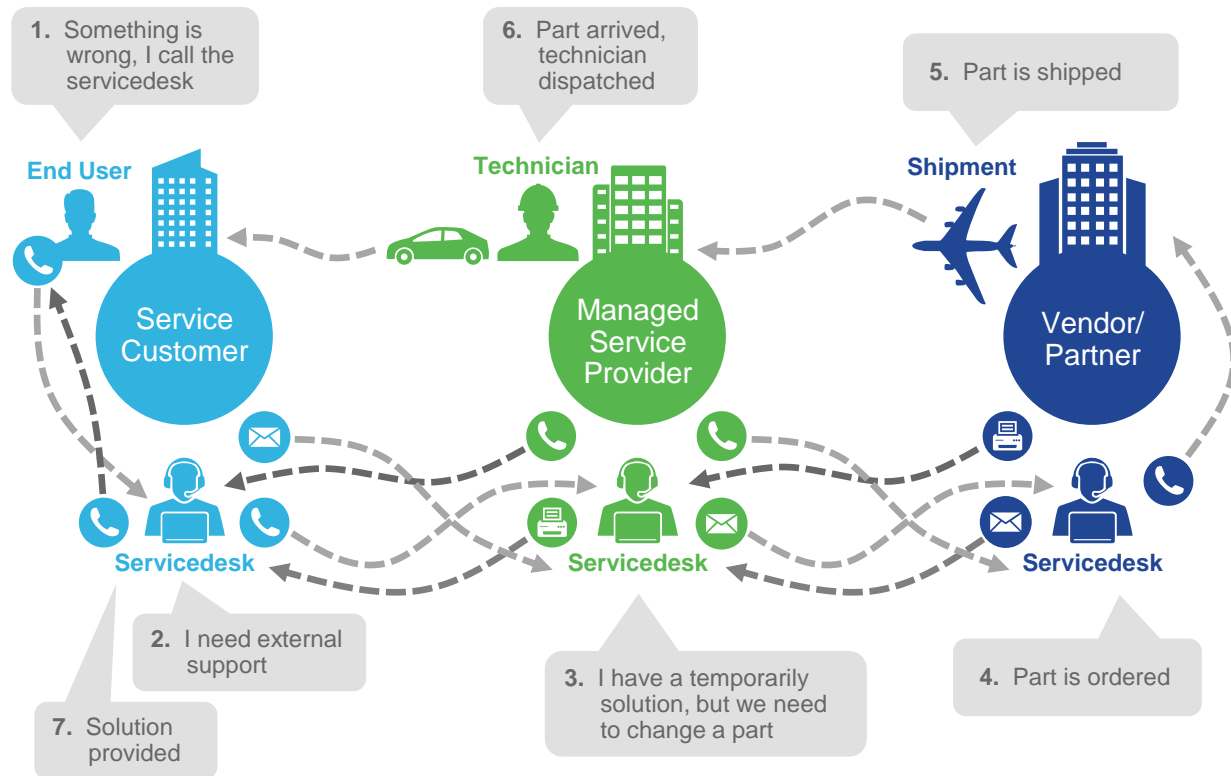 1. Something is
wrong, I call the
servicedesk
6. Part arrived,
technician
dispatched
5. Part is shipped
End User
Technician
Shipment
Service
Customer
Managed
Service
Provider
Vendor/
Partner
Servicedesk
Servicedesk
Servicedesk
2. I need external
support
3. I have a temporarily
solution, but we need
to change a part
4. Part is ordered
7. Solution
provided